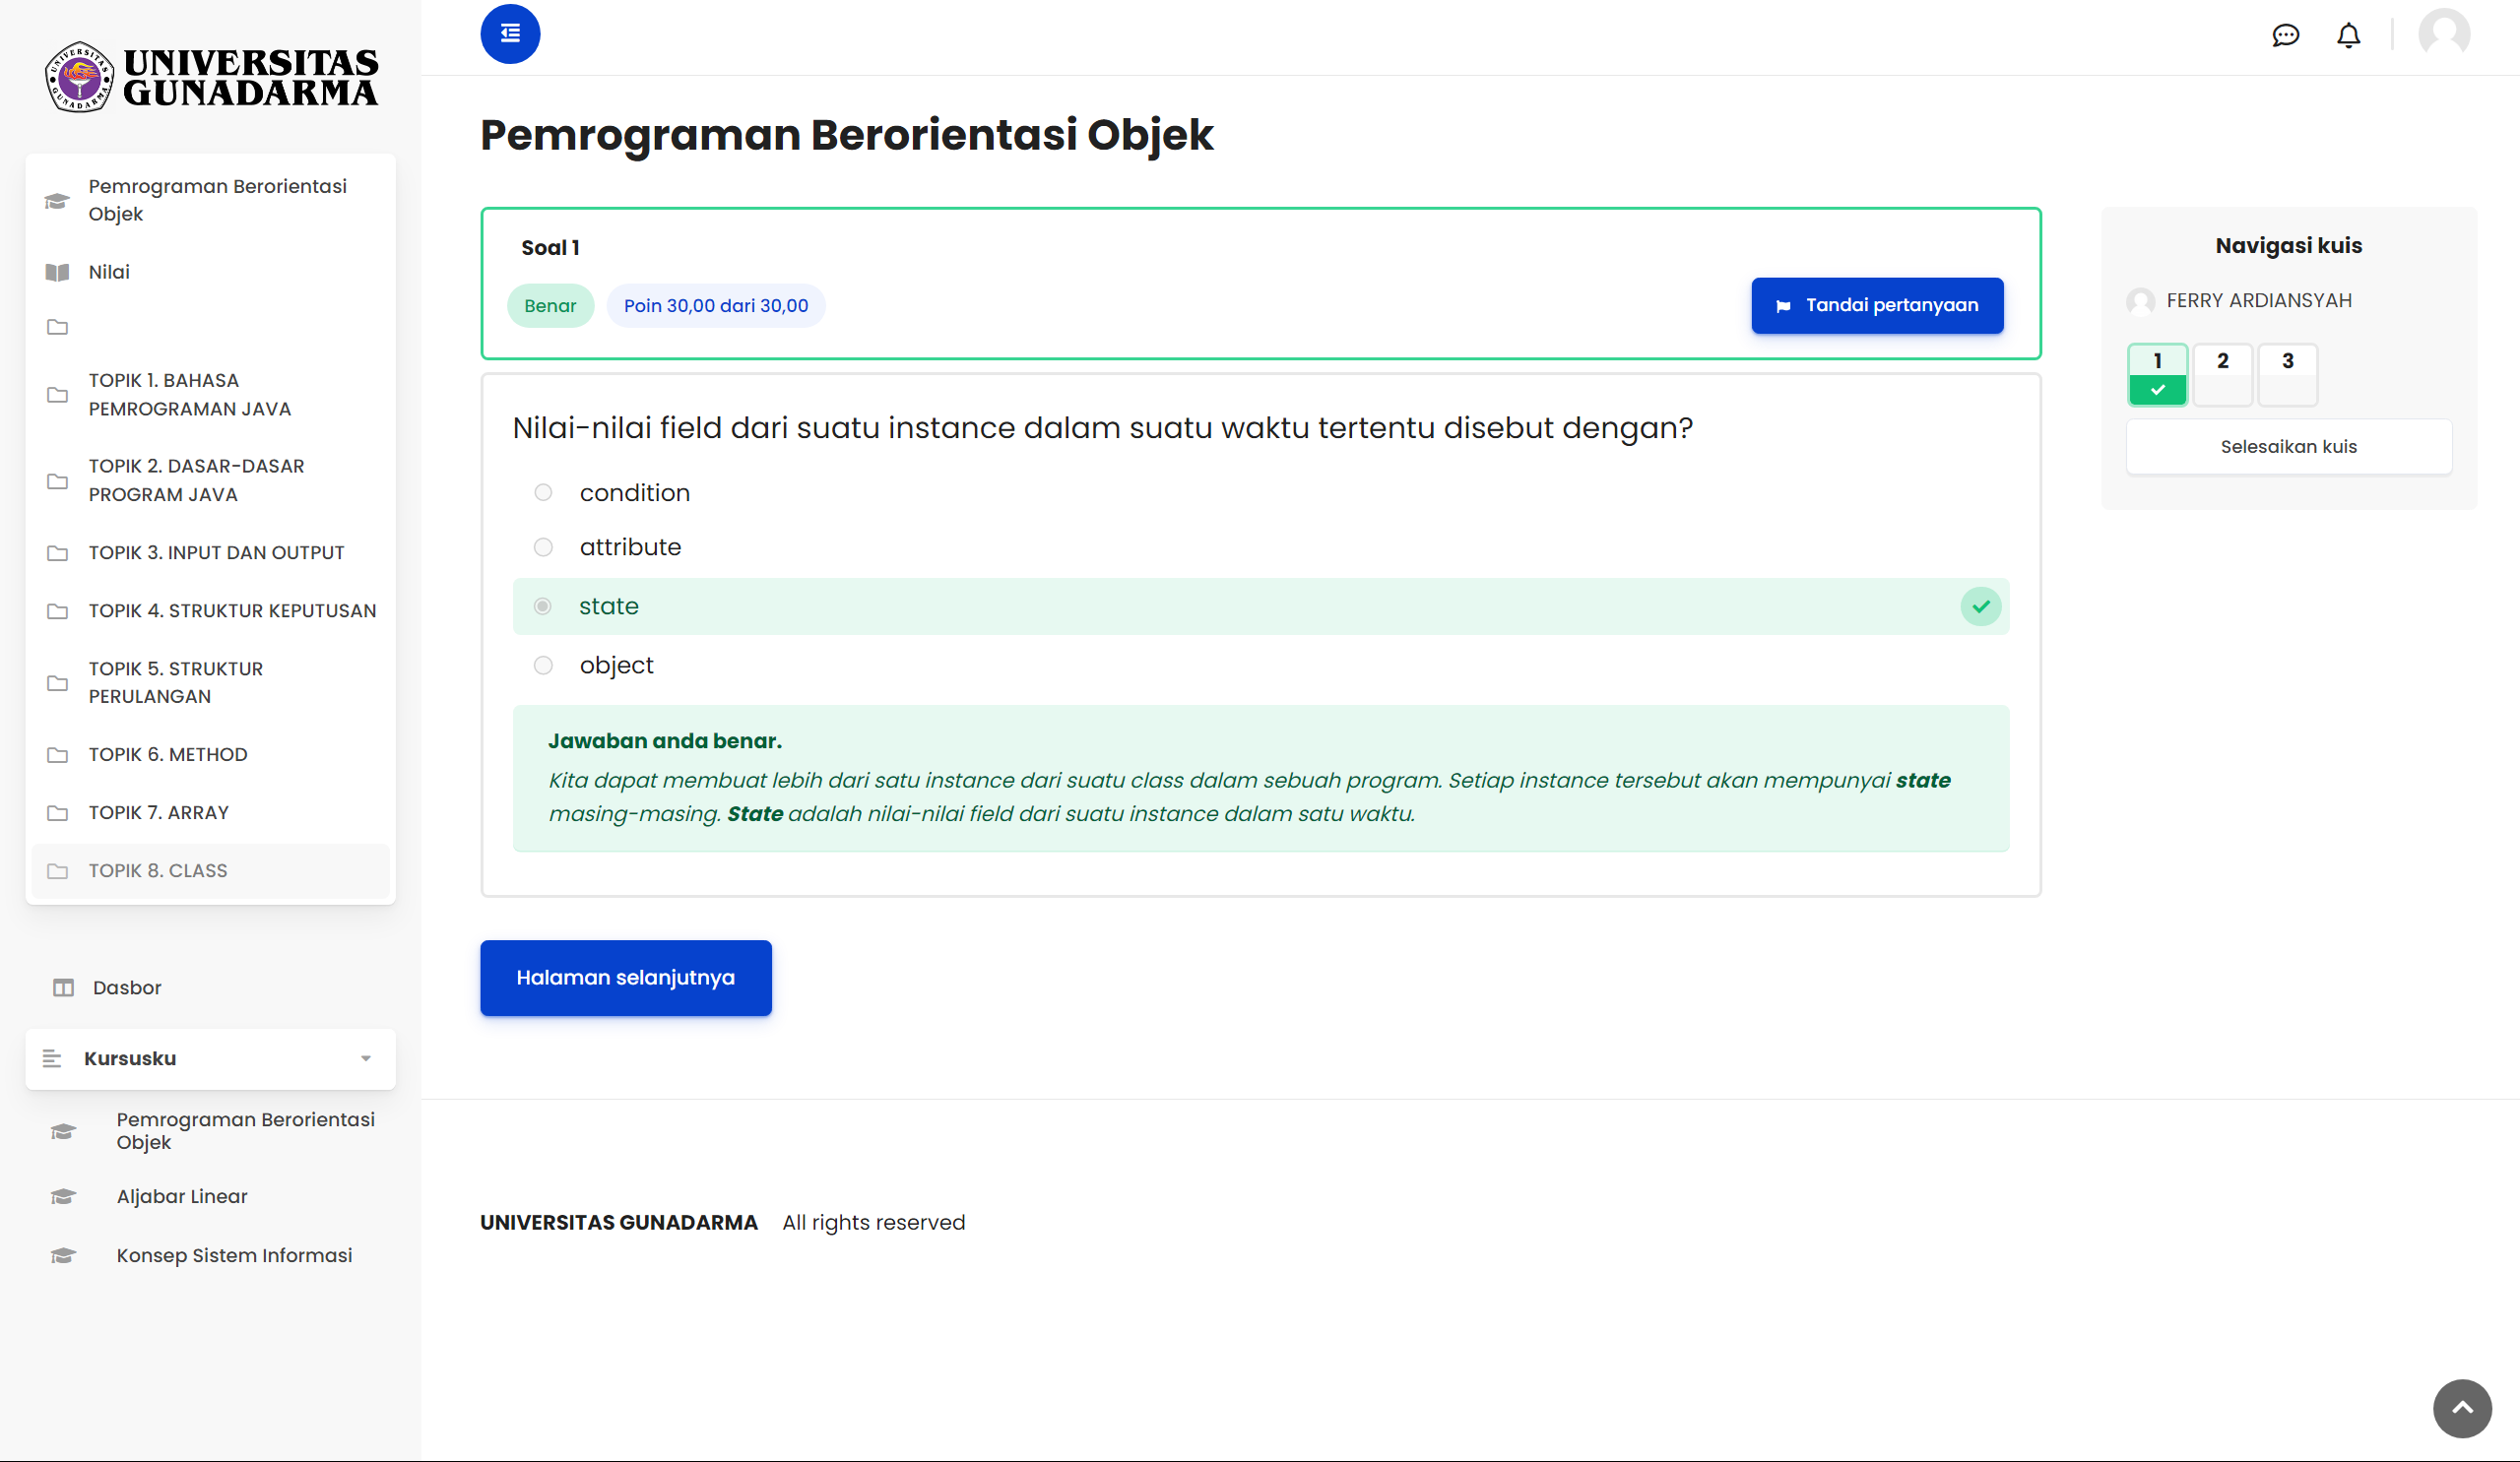 UNIVERSITAS
GUNADARMA
Pemrograman Berorientasi
Objek
Nilai
TOPIK 1. BAHASA
PEMROGRAMAN JAVA
TOPIK 2. DASAR-DASAR
PROGRAM JAVA
TOPIK 3. INPUT DAN OUTPUT
TOPIK 4. STRUKTUR KEPUTUSAN
TOPIK 5. STRUKTUR
PERULANGAN
TOPIK 6. METHOD
TOPIK 7. ARRAY
TOPIK 8. CLASS
Dasbor
Kursusku
Pemrograman Berorientasi
Objek
Aljabar Linear
Konsep Sistem Informasi
Pemrograman Berorientasi Objek
Soal 1
Benar
Poin 30,00 dari 30,00
Tandai pertanyaan
Nilai-nilai field dari suatu instance dalam suatu waktu tertentu disebut dengan?
condition
attribute
state
object
Jawaban anda benar.
Kita dapat membuat lebih dari satu instance dari suatu class dalam sebuah program. Setiap instance tersebut akan mempunyai state
masing-masing. State adalah nilai-nilai field dari suatu instance dalam satu waktu.
Halaman selanjutnya
Navigasi kuis
FERRY ARDIANSYAH
1 2 3
Selesaikan kuis
UNIVERSITAS GUNADARMA All rights reserved